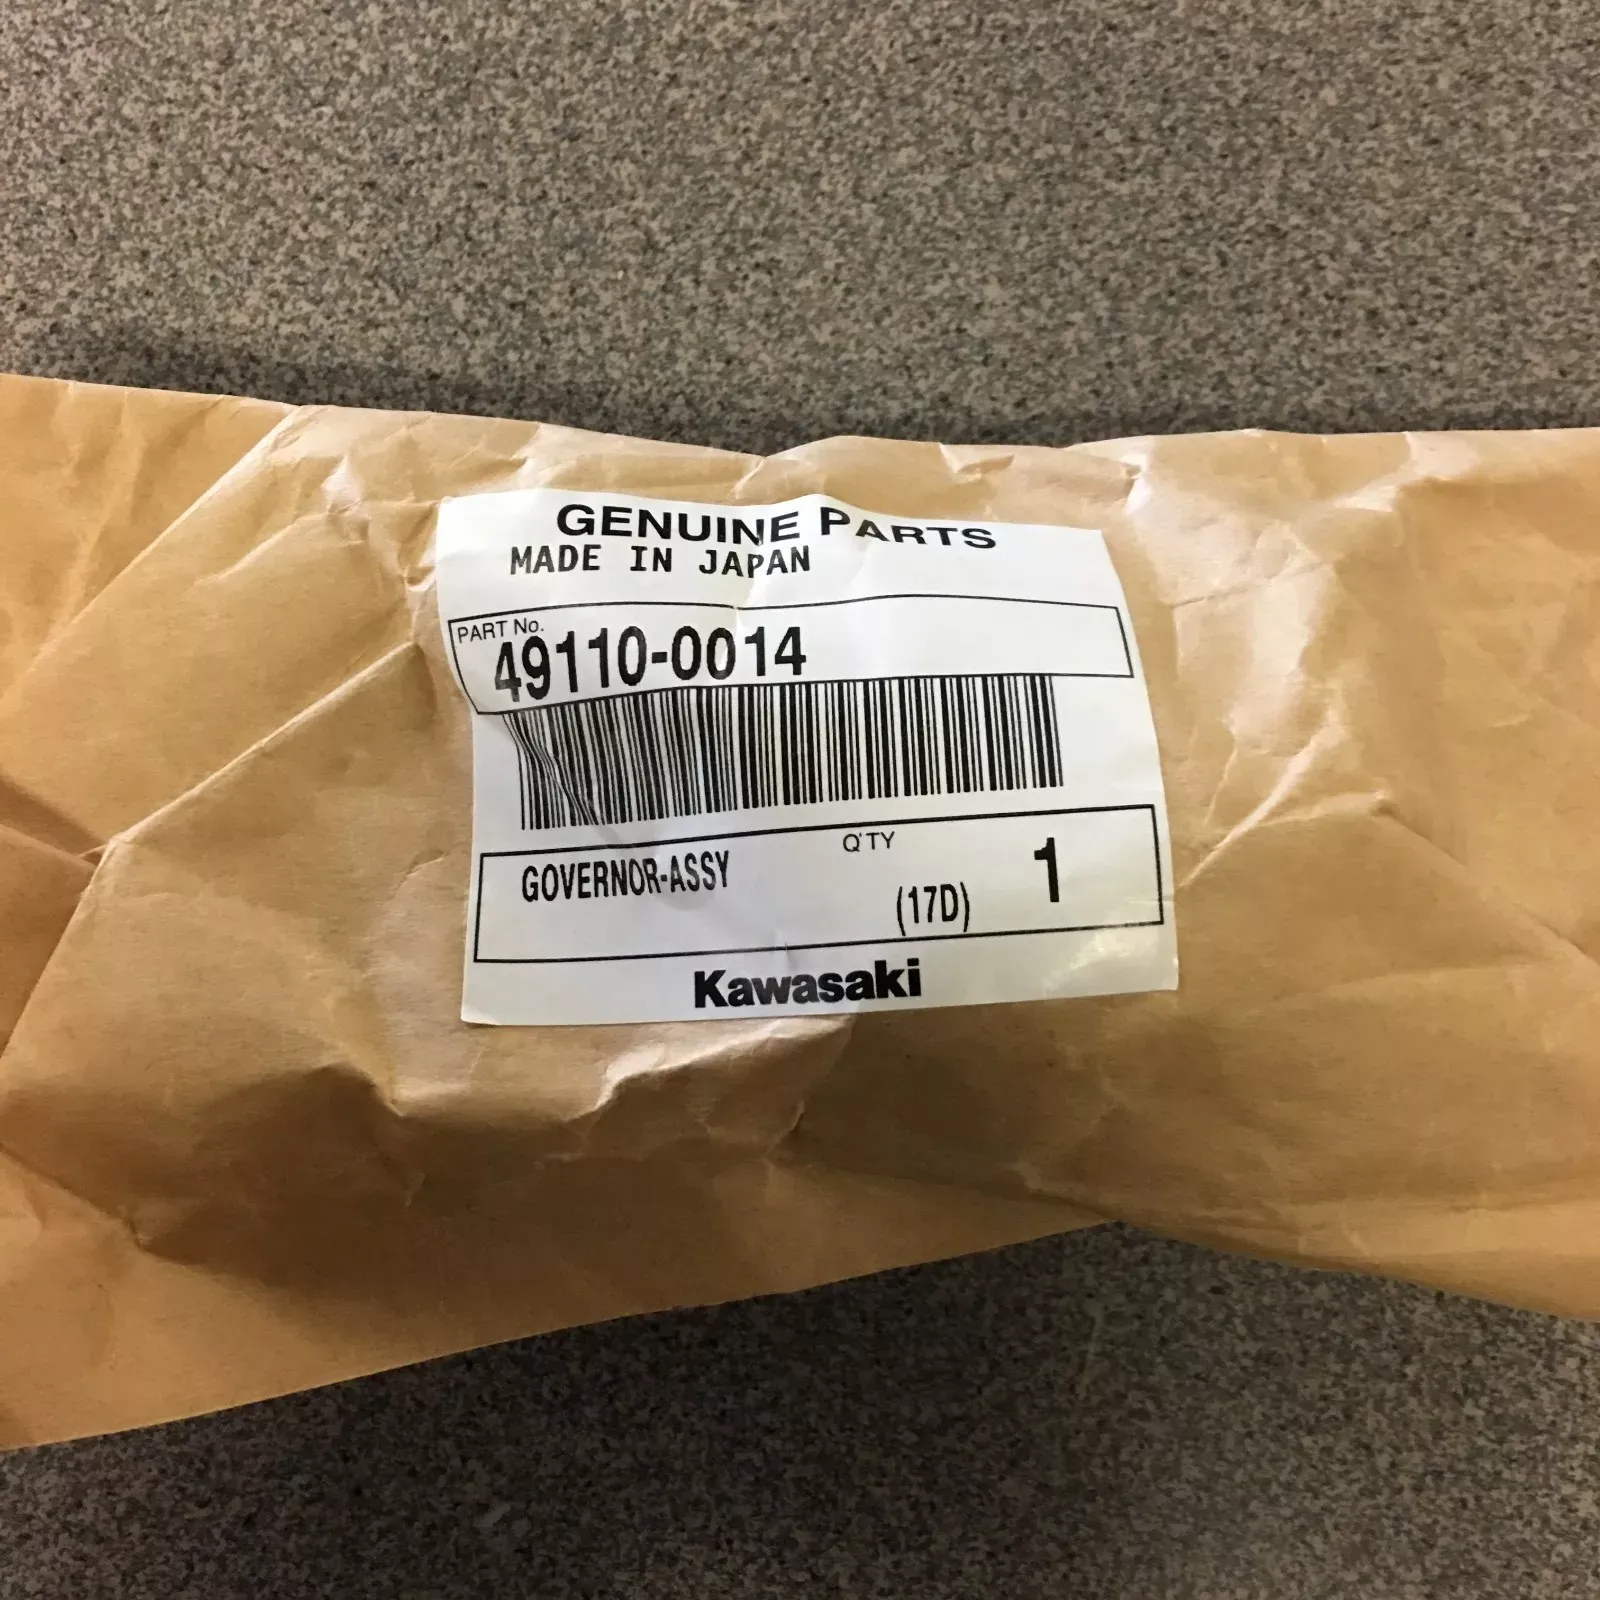 GENUINE PARTS
MADE IN JAPAN
PART No.
49110-0014
GOVERNOR-ASSY Q'TY
(17D) 1
Kawasaki